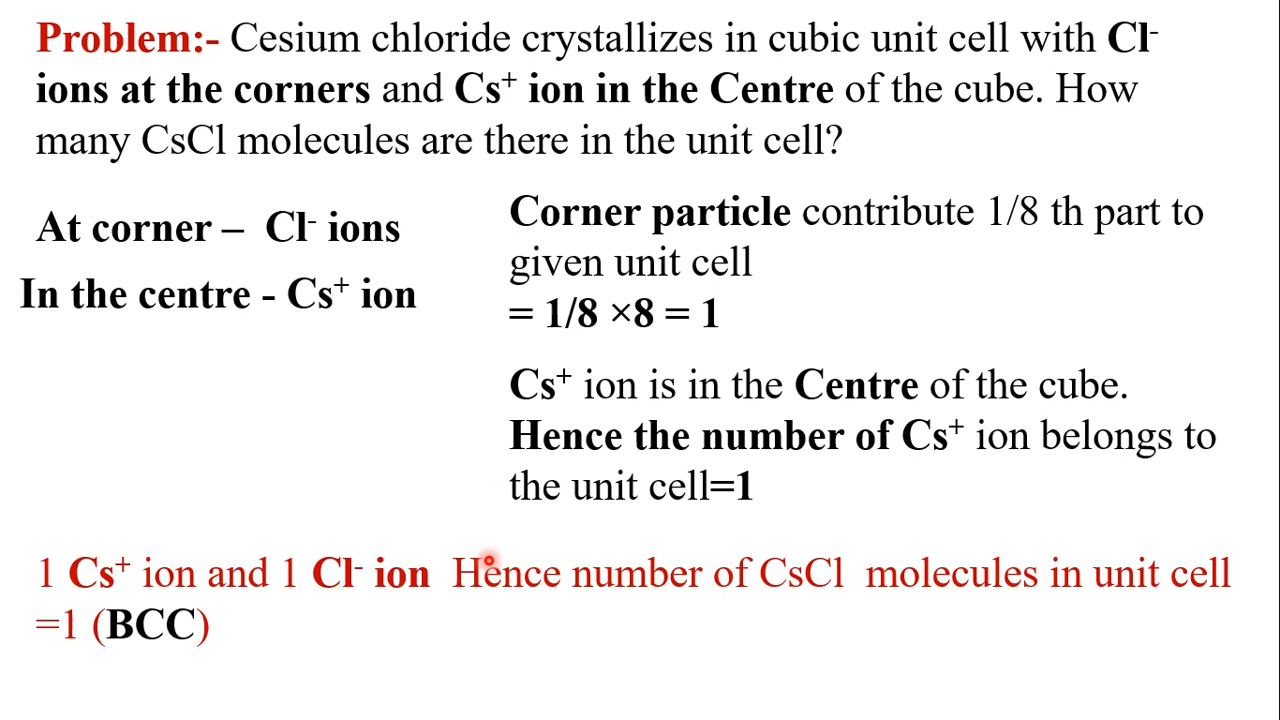 Problem:- Cesium chloride crystallizes in cubic unit cell with Cl⁻
ions at the corners and Cs⁺ ion in the Centre of the cube. How
many CsCl molecules are there in the unit cell?
At corner – Cl⁻ ions
In the centre - Cs⁺ ion
Corner particle contribute 1/8 th part to
given unit cell
= 1/8 ×8 = 1
Cs⁺ ion is in the Centre of the cube.
Hence the number of Cs⁺ ion belongs to
the unit cell=1
1 Cs⁺ ion and 1 Cl⁻ ion Hence number of CsCl molecules in unit cell
=1 (BCC)